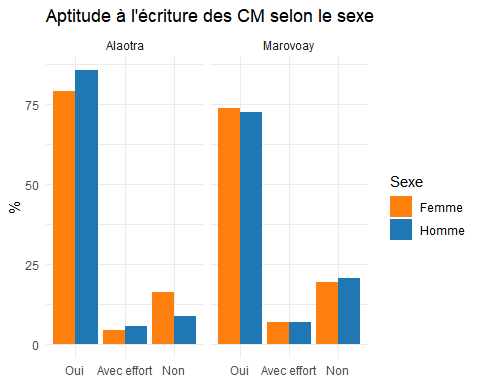 Aptitude à l'écriture des CM selon le sexe
Alaotra
Marovoay
%
75
50
25
0
Oui
Avec effort
Non
Oui
Avec effort
Non
Sexe
Femme
Homme